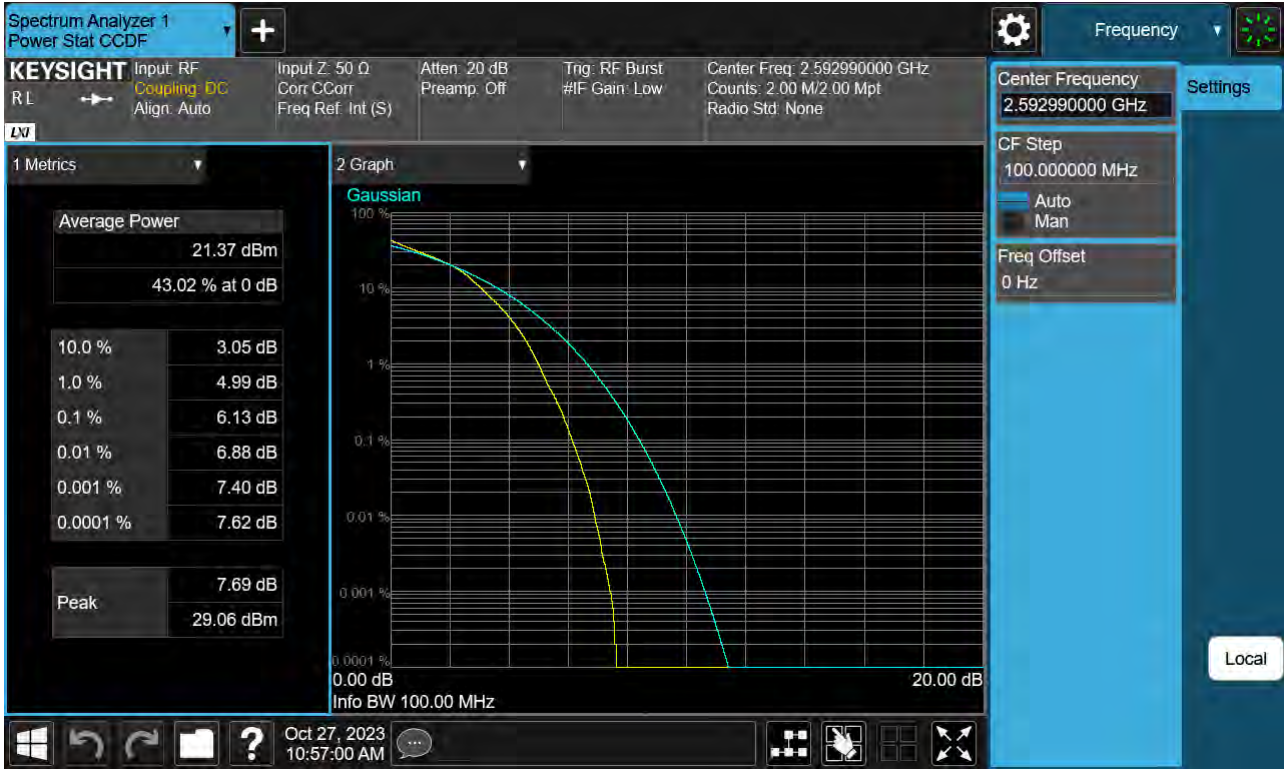 Spectrum Analyzer 1
Power Stat CCDF
Frequency
KEYSIGHT
R L
LXI
Input: RF
Coupling: DC
Align: Auto
Input Z: 50 Ω
Corr CCorr
Freq Ref: Int (S)
Atten: 20 dB
Preamp: Off
Trig: RF Burst
#IF Gain: Low
Center Freq: 2.592990000 GHz
Counts: 2.00 M/2.00 Mpt
Radio Std: None
Center Frequency
2.592990000 GHz
Settings
CF Step
100.000000 MHz
Auto
Man
Freq Offset
0 Hz
Local
1 Metrics
Average Power
21.37 dBm
43.02 % at 0 dB
10.0 % 3.05 dB
1.0 % 4.99 dB
0.1 % 6.13 dB
0.01 % 6.88 dB
0.001 % 7.40 dB
0.0001 % 7.62 dB
Peak
7.69 dB
29.06 dBm
2 Graph
Gaussian
100 %
10 %
1 %
0.1 %
0.01 %
0.001 %
0.0001 %
0.00 dB 20.00 dB
Info BW 100.00 MHz
Oct 27, 2023
10:57:00 AM